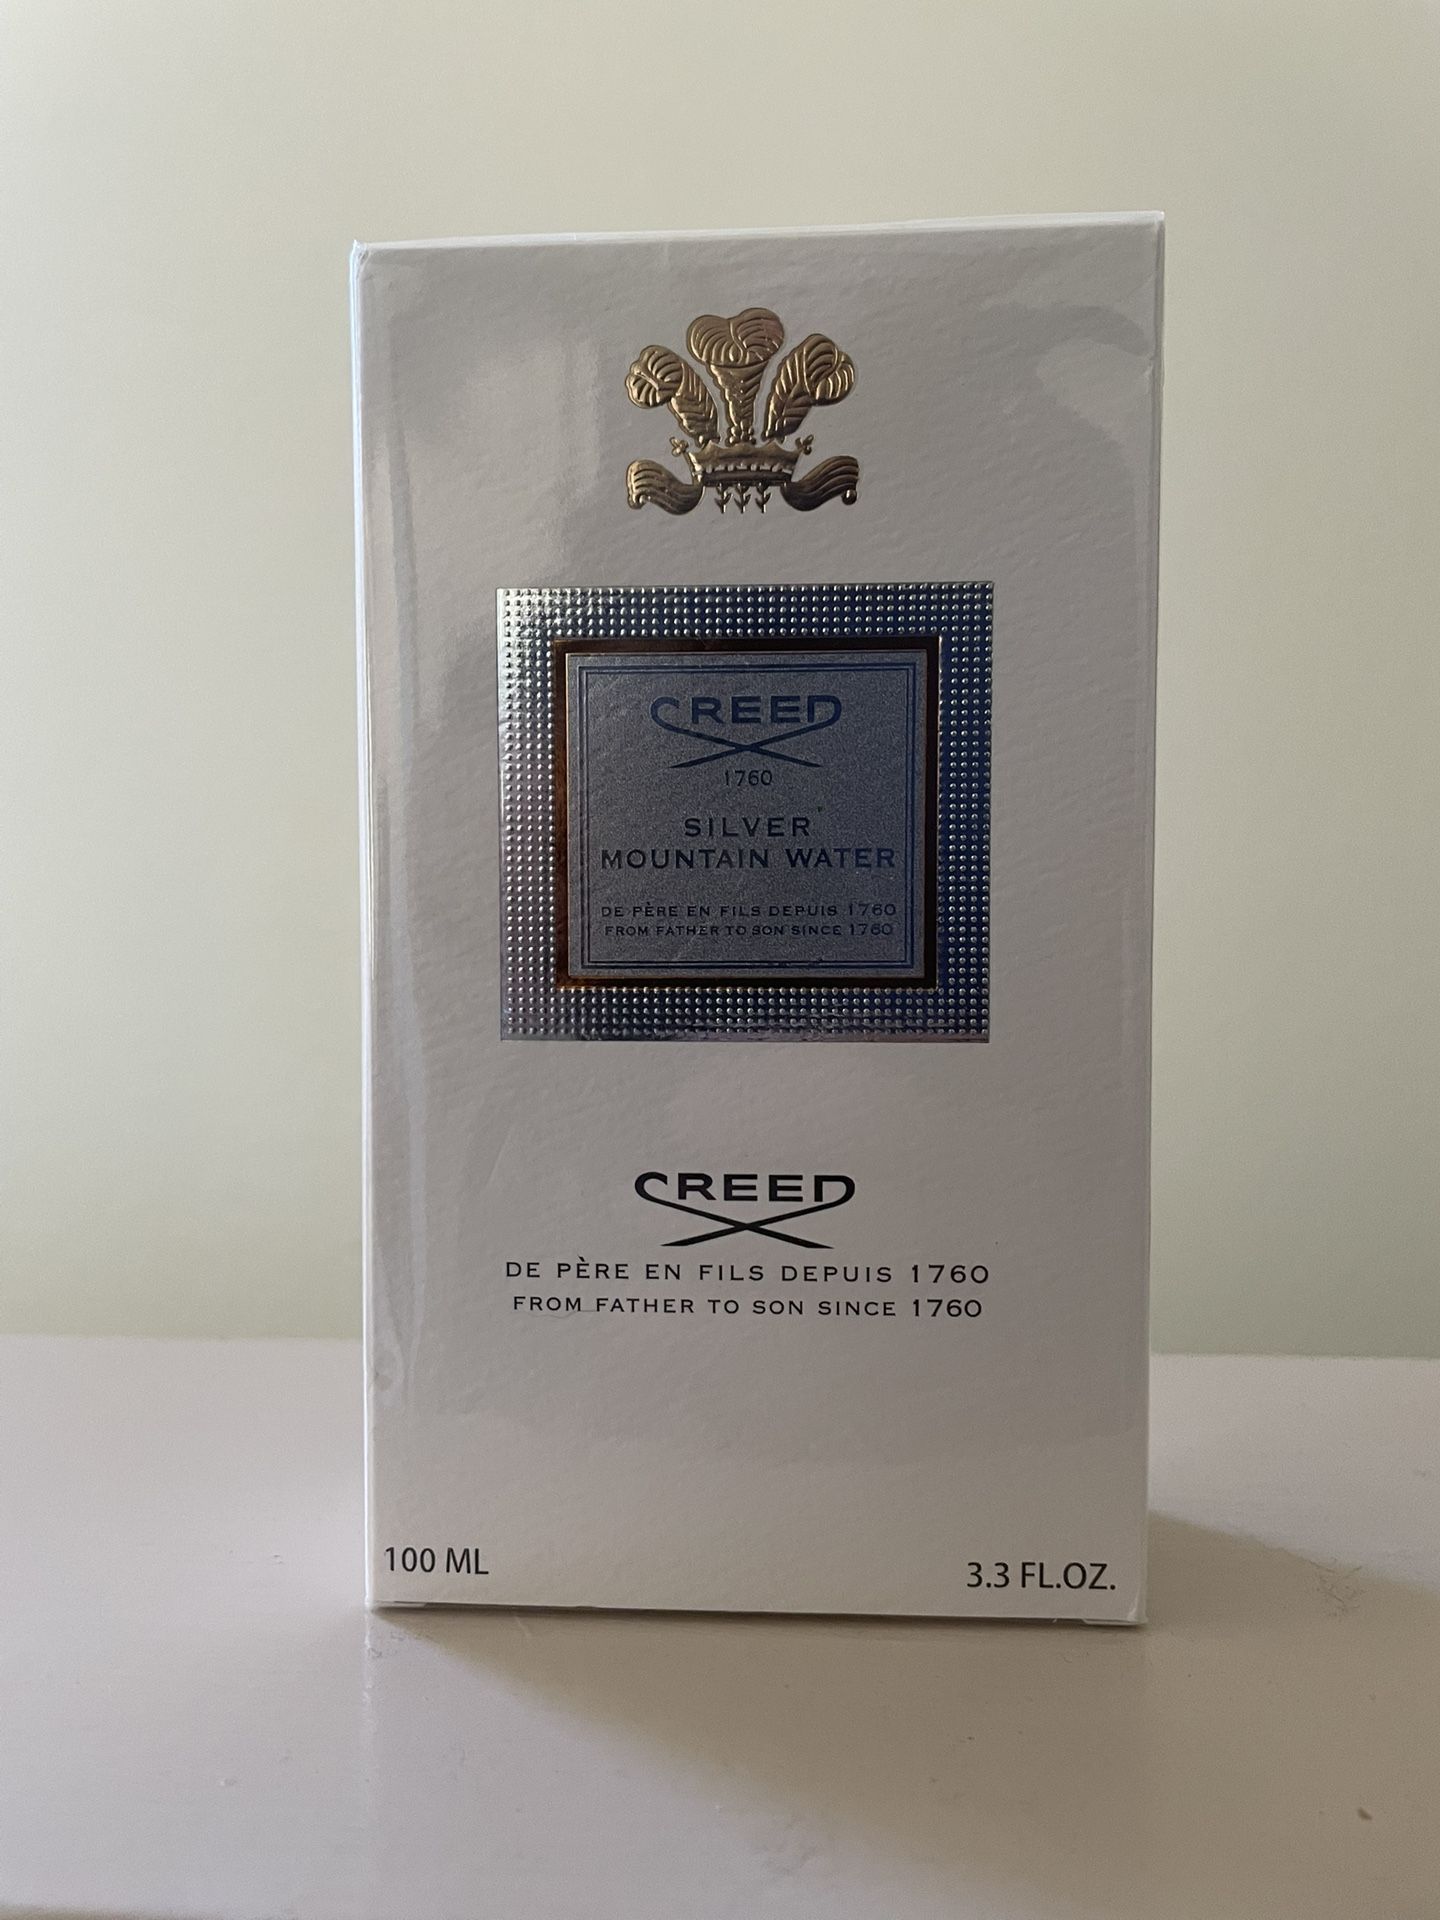 CREED
1760
SILVER
MOUNTAIN WATER
DE PÈRE EN FILS DEPUIS 1760
FROM FATHER TO SON SINCE 1760
CREED
DE PÈRE EN FILS DEPUIS 1760
FROM FATHER TO SON SINCE 1760
100 ML
3.3 FL.OZ.